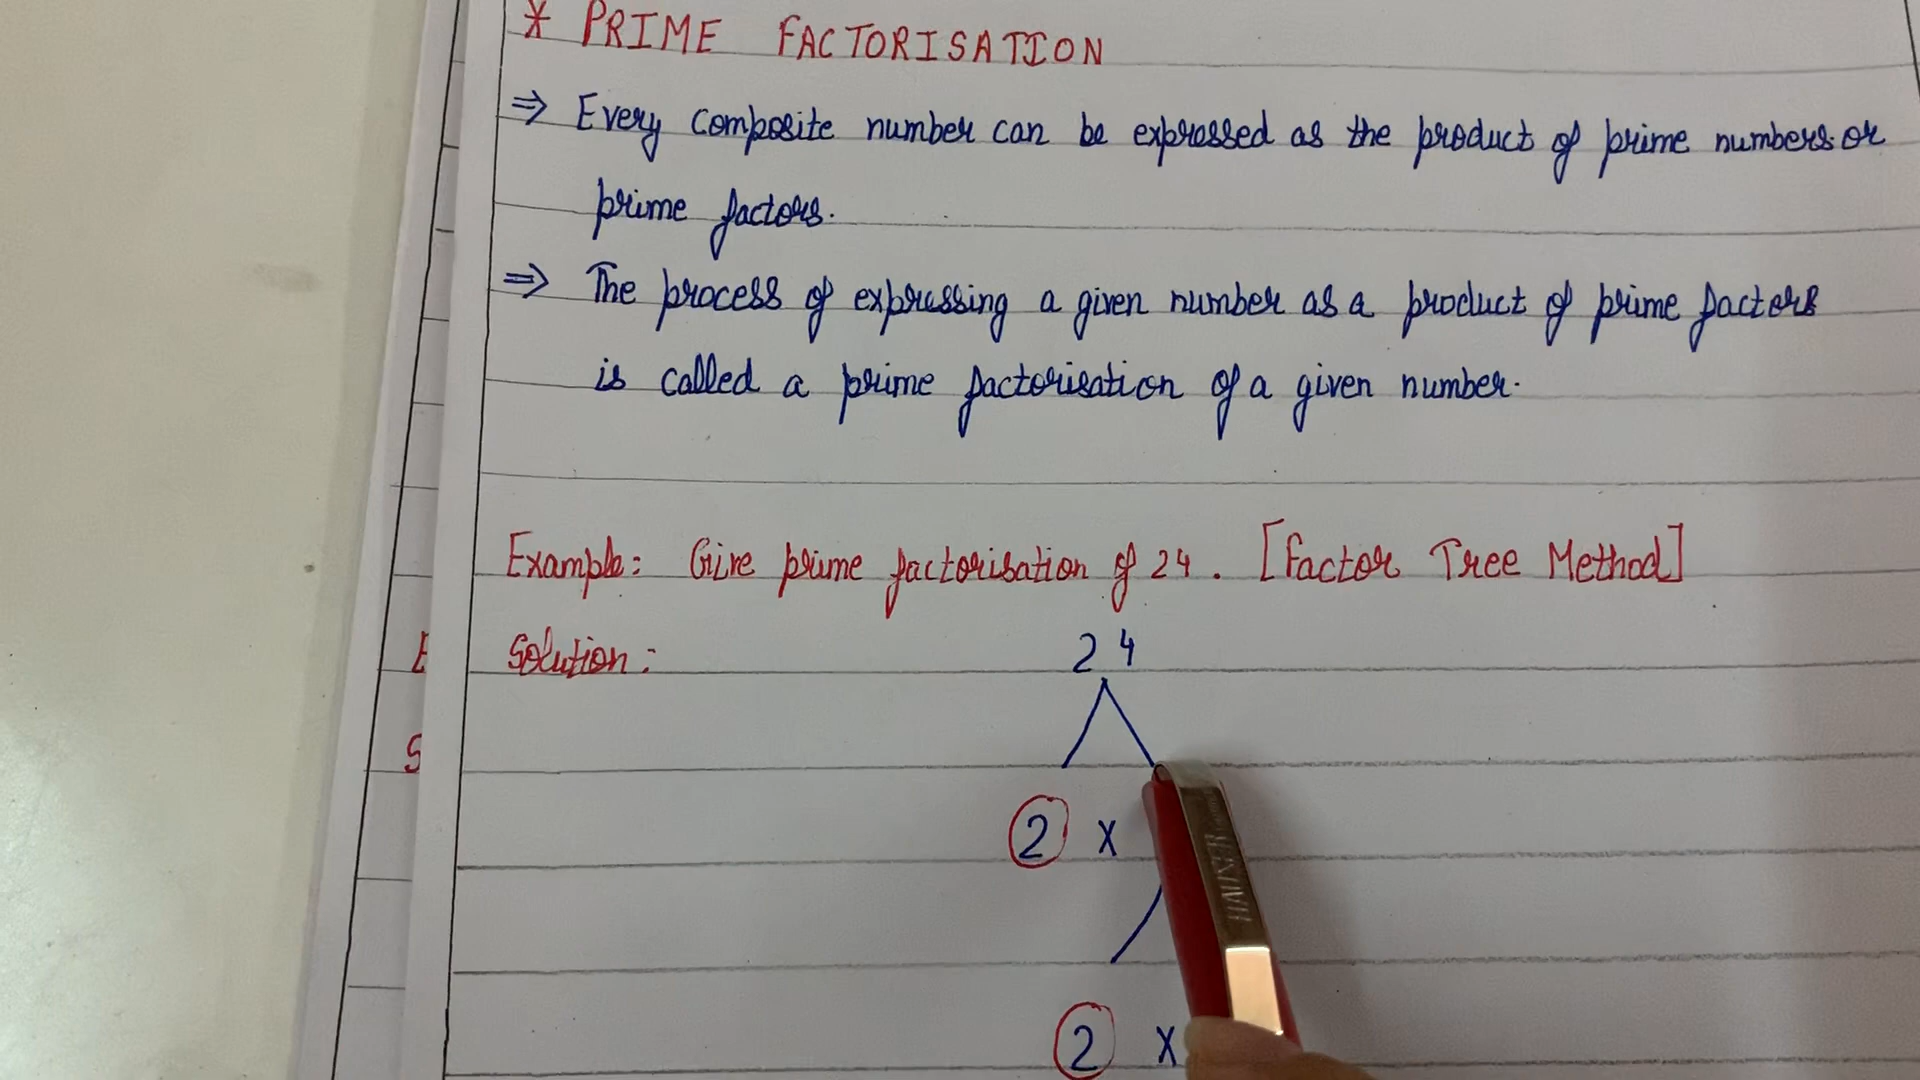 * PRIME FACTORISATION
⇒ Every composite number can be expressed as the product of prime numbers or
prime factors.
⇒ The process of expressing a given number as a product of prime factors
is called a prime factorisation of a given number.
Example: Give prime factorisation of 24. [Factor Tree Method]
Solution: 24
2 x
2 x
E
S
HAUSER